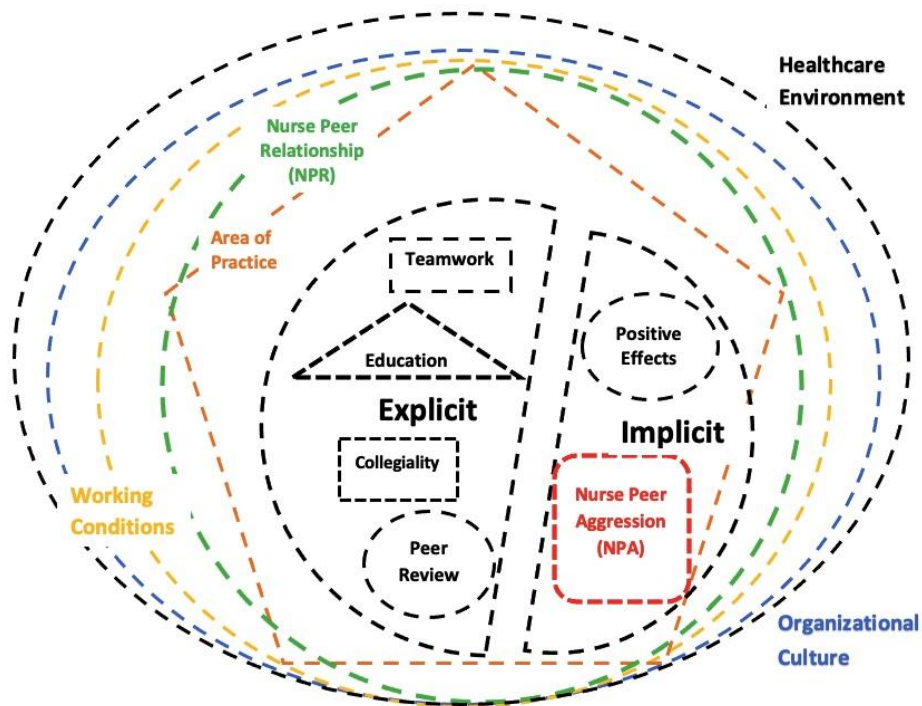 Healthcare
Environment
Nurse Peer
Relationship
(NPR)
Area of
Practice
Teamwork
Positive
Effects
Education
Explicit
Implicit
Collegiality
Working
Conditions
Nurse Peer
Aggression
(NPA)
Peer
Review
Organizational
Culture